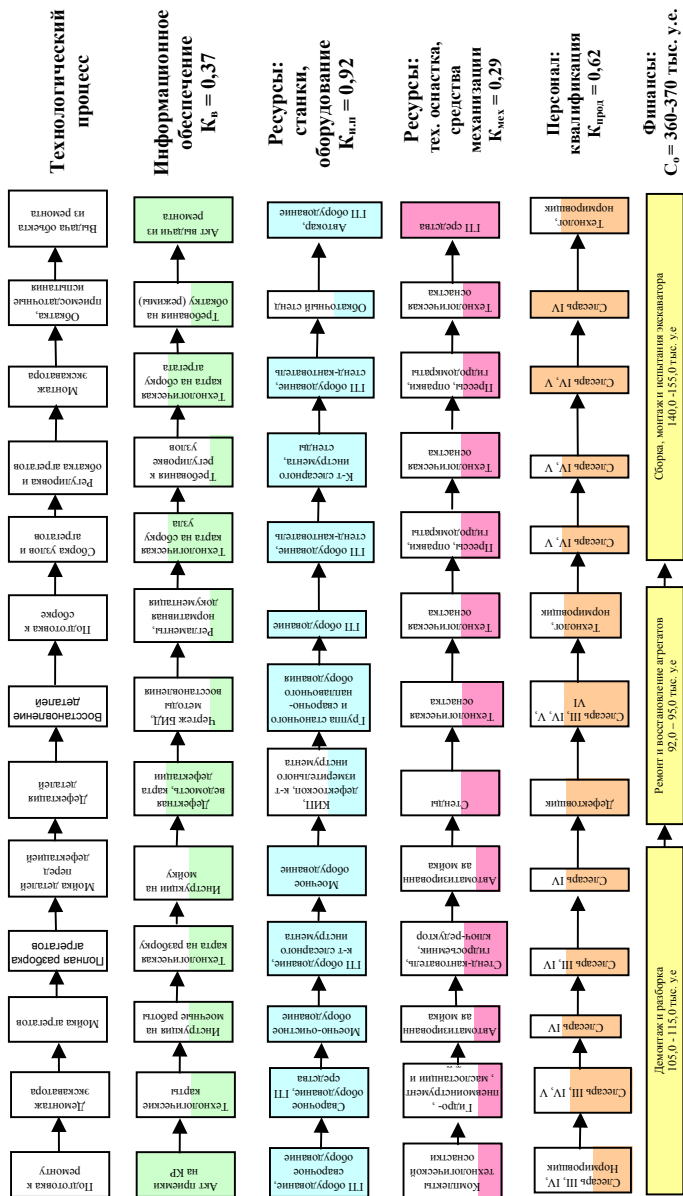 Технологический
процесс
Подготовка к
ремонту
Демонтаж
экскаватора
Мойка агрегатов
Полная разборка
агрегатов
Мойка деталей
перед
дефектацией
Дефектация
деталей
Восстановление
деталей
Подготовка к
сборке
Сборка узлов и
агрегатов
Регулировка и
обкатка агрегатов
Монтаж
экскаватора
Обкатка,
приемосдаточные
испытания
Выдача объекта
из ремонта
Информационное
обеспечение
Кв = 0,37
Акт приемки
на КР
Технологические
карты
Инструкция на
моечные работы
Технологическая
карта на разборку
Инструкции на
мойку
Дефектная
ведомость, карта
дефектации
Чертеж БИД,
методы
восстановления
Регламенты,
нормативная
документация
Технологическая
карта на сборку
узла
Требования к
регулировке
узлов
Технологическая
карта на сборку
агрегата
Требования на
обкатку (режимы)
Акт выдачи из
ремонта
Ресурсы:
станки,
оборудование
Ки.п = 0,92
ГП оборудование,
сварочное
оборудование
Сварочное
оборудование, ГП
средства
Моечно-очистное
оборудование
ГП оборудование,
к-т слесарного
инструмента
Моечное
оборудование
КИП,
дефектоскоп, к-т
измерительного
инструмента
Группа станочного
и сварочно-
наплавочного
оборудования
ГП оборудование
ГП оборудование,
стенд-кантователь
К-т слесарного
инструмента,
стенды
ГП оборудование,
стенд-кантователь
Обкаточный стенд
Автокар,
ГП оборудование
Ресурсы:
тех. оснастка,
средства
механизации
Кмех = 0,29
Комплекты
технологической
оснастки
Гидро-,
пневмоинструмент
, маслостанции и
Автоматизированн
ая мойка
Стенд-кантователь,
гидросъемник,
ключ-редуктор
Автоматизированн
ая мойка
Стенды
Технологическая
оснастка
Технологическая
оснастка
Прессы, оправки,
гидродомкраты
Технологическая
оснастка
Прессы, оправки,
гидродомкраты
Технологическая
оснастка
ГП средства
Персонал:
квалификация
Кпрод = 0,62
Слесарь III, IV,
Нормировщик
Слесарь III, IV, V
Слесарь IV
Слесарь III, IV
Слесарь IV
Дефектовщик
Слесарь III, IV, V,
VI
Технолог,
нормировщик
Слесарь IV, V
Слесарь IV, V
Слесарь IV, V
Слесарь IV
Технолог,
нормировщик
Финансы:
Со = 360-370 тыс. у.е.
Демонтаж и разборка
105,0 - 115,0 тыс. у.е
Ремонт и восстановление агрегатов
92,0 – 95,0 тыс. у.е
Сборка, монтаж и испытания экскаватора
140,0 -155,0 тыс. у.е